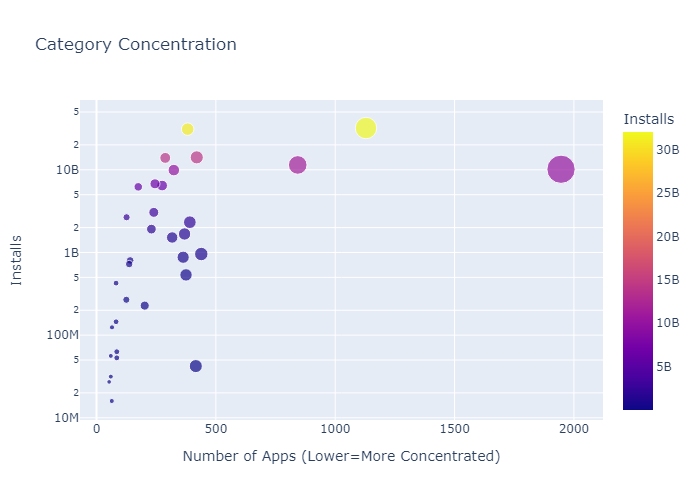 Category Concentration
Installs
5
2
10B
5
2
1B
5
2
100M
5
2
10M
0
500
1000
1500
2000
Number of Apps (Lower=More Concentrated)
Installs
30B
25B
20B
15B
10B
5B